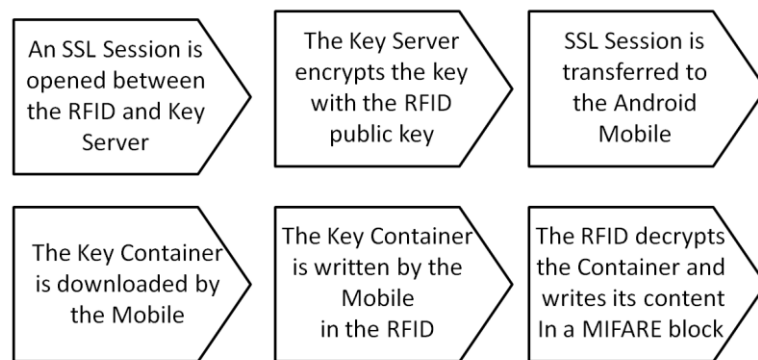 An SSL Session is
opened between
the RFID and Key
Server
The Key Server
encrypts the key
with the RFID
public key
SSL Session is
transferred to
the Android
Mobile
The Key Container
is downloaded by
the Mobile
The Key Container
is written by the
Mobile
in the RFID
The RFID decrypts
the Container and
writes its content
In a MIFARE block